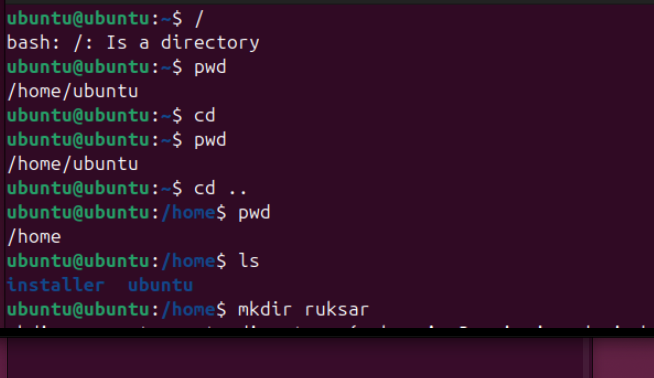 ubuntu@ubuntu:~$ /
bash: /: Is a directory
ubuntu@ubuntu:~$ pwd
/home/ubuntu
ubuntu@ubuntu:~$ cd
ubuntu@ubuntu:~$ pwd
/home/ubuntu
ubuntu@ubuntu:~$ cd ..
ubuntu@ubuntu:/home$ pwd
/home
ubuntu@ubuntu:/home$ ls
installer  ubuntu
ubuntu@ubuntu:/home$ mkdir ruksar